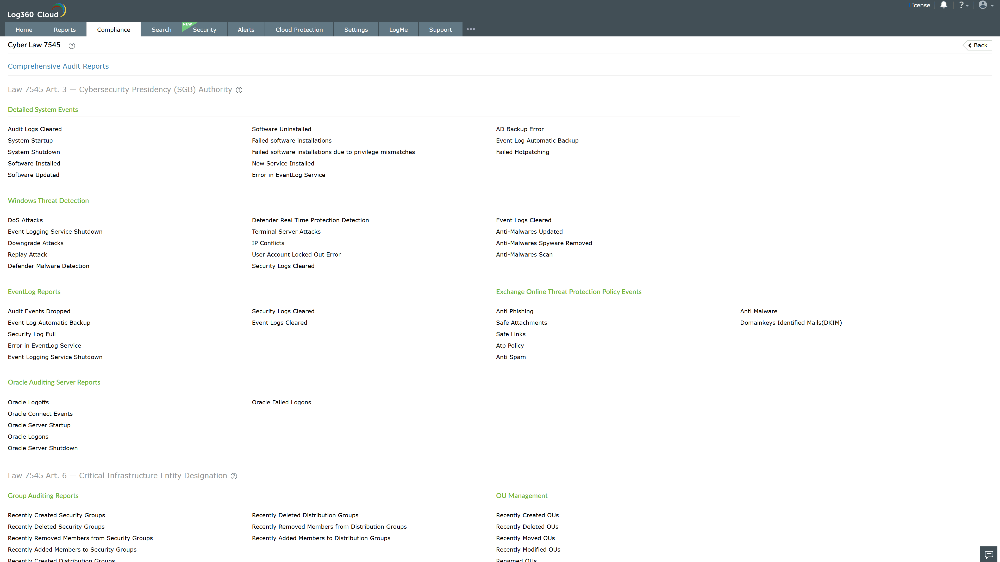 Log360 Cloud
License
?
Home
Reports
Compliance
Search
NEW
Security
Alerts
Cloud Protection
Settings
LogMe
Support
Cyber Law 7545 ?
Back
Comprehensive Audit Reports
Law 7545 Art. 3 — Cybersecurity Presidency (SGB) Authority ?
Detailed System Events
Audit Logs Cleared
System Startup
System Shutdown
Software Installed
Software Updated
Software Uninstalled
Failed software installations
Failed software installations due to privilege mismatches
New Service Installed
Error in EventLog Service
AD Backup Error
Event Log Automatic Backup
Failed Hotpatching
Windows Threat Detection
DoS Attacks
Event Logging Service Shutdown
Downgrade Attacks
Replay Attack
Defender Malware Detection
Defender Real Time Protection Detection
Terminal Server Attacks
IP Conflicts
User Account Locked Out Error
Security Logs Cleared
Event Logs Cleared
Anti-Malwares Updated
Anti-Malwares Spyware Removed
Anti-Malwares Scan
EventLog Reports
Audit Events Dropped
Event Log Automatic Backup
Security Log Full
Error in EventLog Service
Event Logging Service Shutdown
Security Logs Cleared
Event Logs Cleared
Exchange Online Threat Protection Policy Events
Anti Phishing
Safe Attachments
Safe Links
Atp Policy
Anti Spam
Anti Malware
Domainkeys Identified Mails(DKIM)
Oracle Auditing Server Reports
Oracle Logoffs
Oracle Connect Events
Oracle Server Startup
Oracle Logons
Oracle Server Shutdown
Oracle Failed Logons
Law 7545 Art. 6 — Critical Infrastructure Entity Designation ?
Group Auditing Reports
Recently Created Security Groups
Recently Deleted Security Groups
Recently Removed Members from Security Groups
Recently Added Members to Security Groups
Recently Created Distribution Groups
Recently Deleted Distribution Groups
Recently Removed Members from Distribution Groups
Recently Added Members to Distribution Groups
OU Management
Recently Created OUs
Recently Deleted OUs
Recently Moved OUs
Recently Modified OUs
Renamed OUs